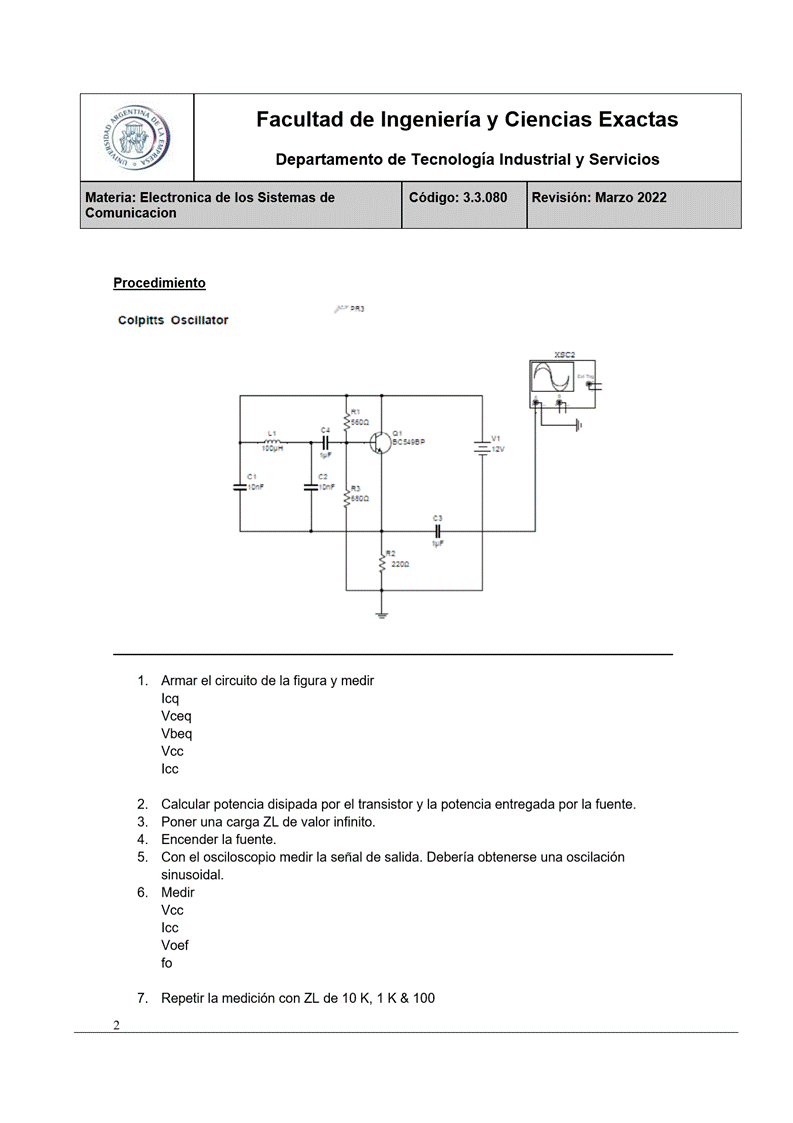 UNIVERSIDAD ARGENTINA DE LA EMPRESA
Facultad de Ingeniería y Ciencias Exactas
Departamento de Tecnología Industrial y Servicios
Materia: Electronica de los Sistemas de
Comunicacion
Código: 3.3.080
Revisión: Marzo 2022
Procedimiento
PR3
Colpitts Oscillator
XSC2
Ext Trig
A
B
R1
560Ω
Q1
BC549BP
C4
1µF
L1
100µH
V1
12V
C1
10nF
C2
10nF
R3
560Ω
C3
1µF
R2
220Ω
1. Armar el circuito de la figura y medir
Icq
Vceq
Vbeq
Vcc
Icc
2. Calcular potencia disipada por el transistor y la potencia entregada por la fuente.
3. Poner una carga ZL de valor infinito.
4. Encender la fuente.
5. Con el osciloscopio medir la señal de salida. Debería obtenerse una oscilación
sinusoidal.
6. Medir
Vcc
Icc
Voef
fo
7. Repetir la medición con ZL de 10 K, 1 K & 100
2